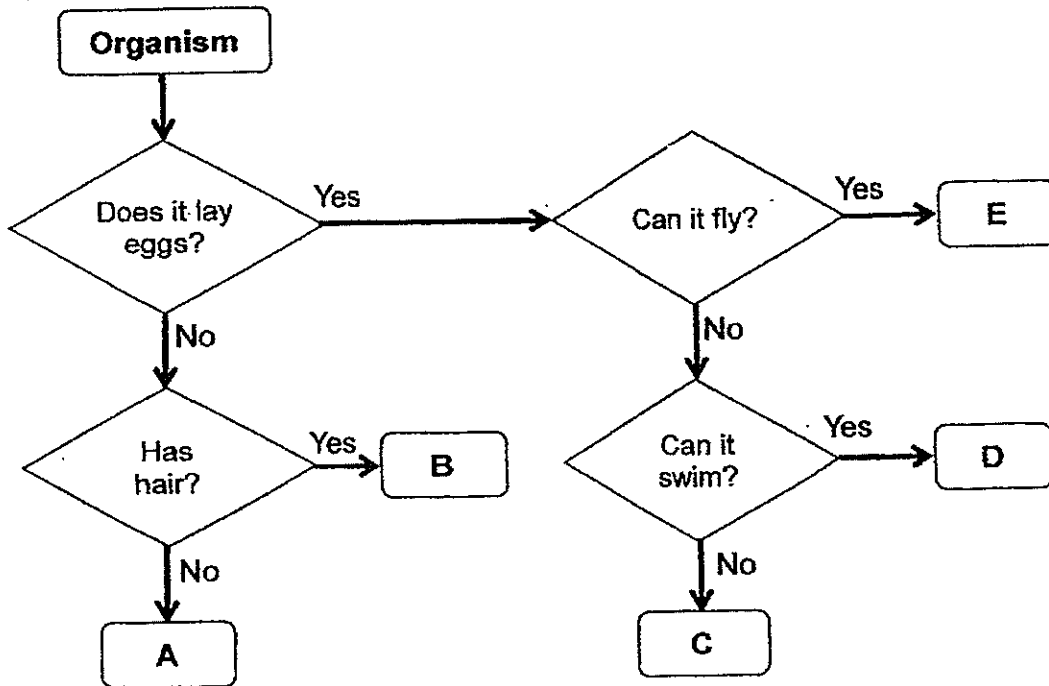 Organism
Does it lay
eggs?
Yes
Can it fly?
Yes
E
No
No
Has
hair?
Yes
B
Can it
swim?
Yes
D
No
No
A
C